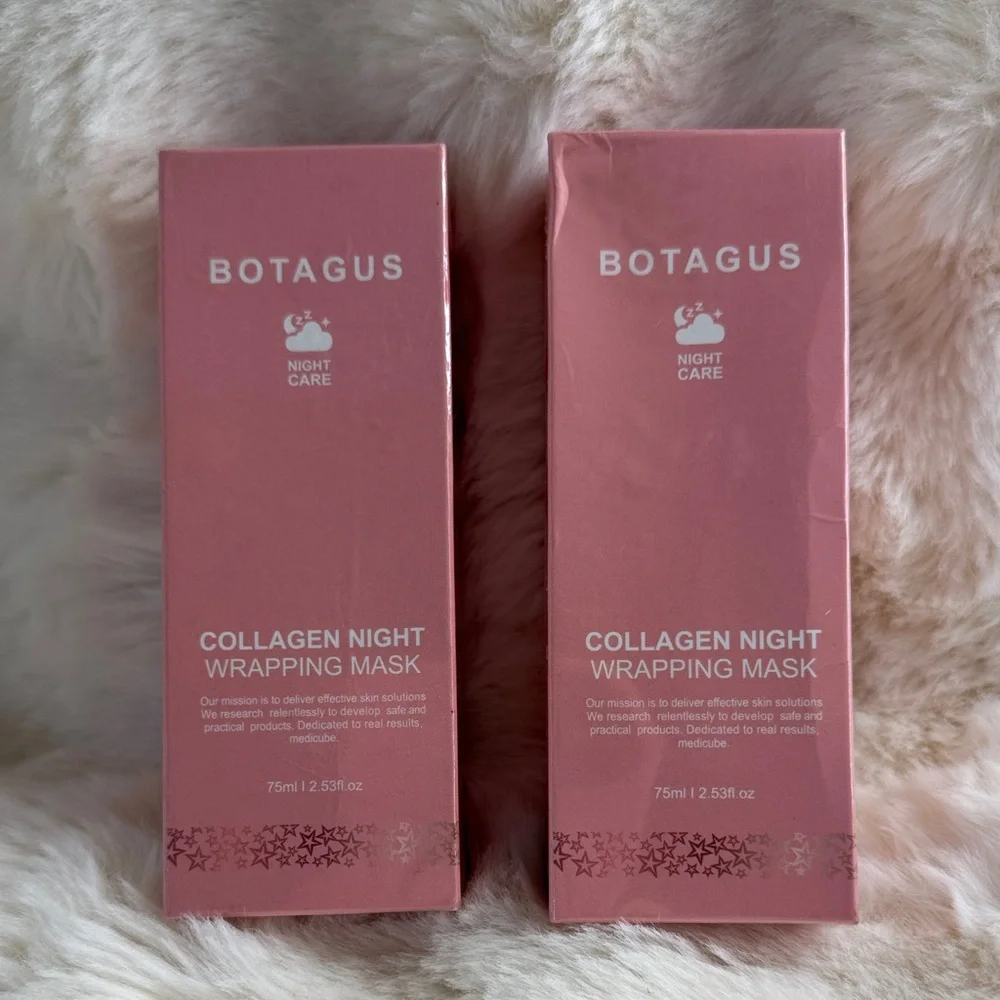 BOTAGUS
z z z
NIGHT
CARE
COLLAGEN NIGHT
WRAPPING MASK
Our mission is to deliver effective skin solutions
We research relentlessly to develop safe and
practical products. Dedicated to real results,
medicube.
75ml I 2.53fl.oz
BOTAGUS
z z z
NIGHT
CARE
COLLAGEN NIGHT
WRAPPING MASK
Our mission is to deliver effective skin solutions
We research relentlessly to develop safe and
practical products. Dedicated to real results,
medicube.
75ml I 2.53fl.oz